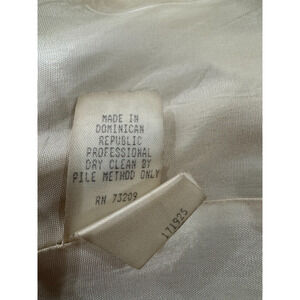 MADE IN
DOMINICAN
REPUBLIC
PROFESSIONAL
DRY CLEAN BY
PILE METHOD ONLY
RN 73209
171925